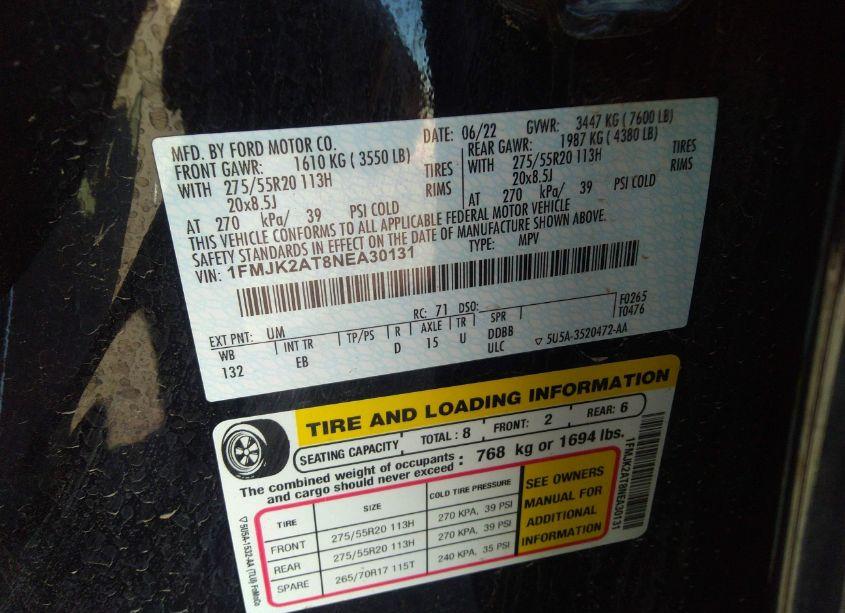 MFD. BY FORD MOTOR CO. DATE: 06/22 GVWR: 3447 KG ( 7600 LB)
FRONT GAWR: 1610 KG ( 3550 LB) REAR GAWR: 1987 KG ( 4380 LB)
WITH 275/55R20 113H TIRES WITH 275/55R20 113H TIRES
20x8.5J RIMS 20x8.5J RIMS
AT 270 kPa/ 39 PSI COLD AT 270 kPa/ 39 PSI COLD
THIS VEHICLE CONFORMS TO ALL APPLICABLE FEDERAL MOTOR VEHICLE
SAFETY STANDARDS IN EFFECT ON THE DATE OF MANUFACTURE SHOWN ABOVE.
VIN: 1FMJK2AT8NEA30131 TYPE: MPV
EXT PNT: UM RC: 71 DSO: F0265
T0476
WB INT TR TP/PS R AXLE TR SPR
132 EB D 15 U DDBB
ULC
▽ 5U5A-3520472-AA
TIRE AND LOADING INFORMATION
SEATING CAPACITY TOTAL : 8 FRONT: 2 REAR: 6
The combined weight of occupants and cargo should never exceed : 768 kg or 1694 lbs.
TIRE SIZE COLD TIRE PRESSURE
FRONT 275/55R20 113H 270 KPA, 39 PSI
REAR 275/55R20 113H 270 KPA, 39 PSI
SPARE 265/70R17 115T 240 KPA, 35 PSI
SEE OWNERS
MANUAL FOR
ADDITIONAL
INFORMATION
1FMJK2AT8NEA30131
▽ 5U5A-1532-AA (TLU) FoMoCo